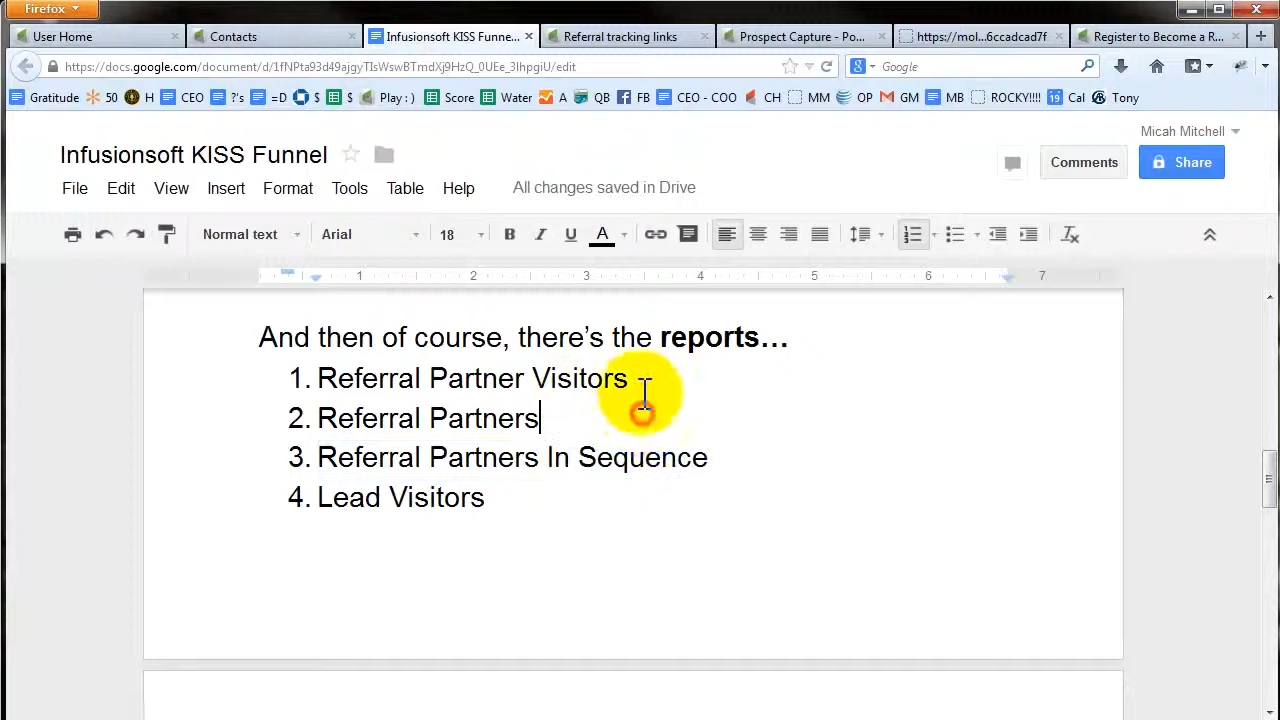 Firefox
User Home
Contacts
Infusionsoft KISS Funne...
Referral tracking links
Prospect Capture - Po...
https://mol...6ccadcad7f
Register to Become a R...
https://docs.google.com/document/d/1fNPta93d49ajgyTIsWswBTmdXj9HzQ_0UEe_3lhpgiU/edit
Google
Gratitude 50 H CEO ?'s =D $ $ Play : ) Score Water A QB FB CEO - COO CH MM OP GM MB ROCKY!!!! 19 Cal Tony
Micah Mitchell
Infusionsoft KISS Funnel
Comments
Share
File Edit View Insert Format Tools Table Help All changes saved in Drive
Normal text Arial 18 B I U A
1 2 3 4 5 6 7
And then of course, there's the reports...
1. Referral Partner Visitors -
2. Referral Partners
3. Referral Partners In Sequence
4. Lead Visitors